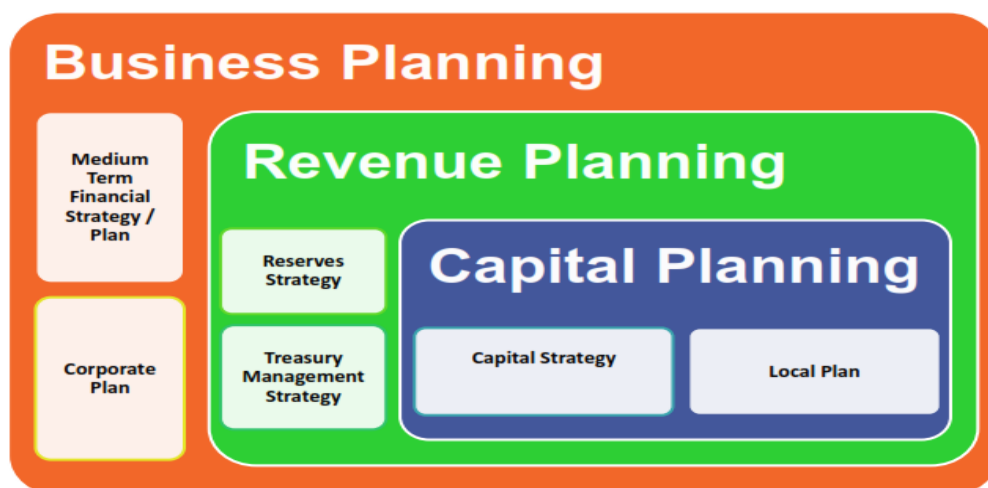 Business Planning
Medium
Term
Financial
Strategy /
Plan
Corporate
Plan
Revenue Planning
Reserves
Strategy
Treasury
Management
Strategy
Capital Planning
Capital Strategy
Local Plan